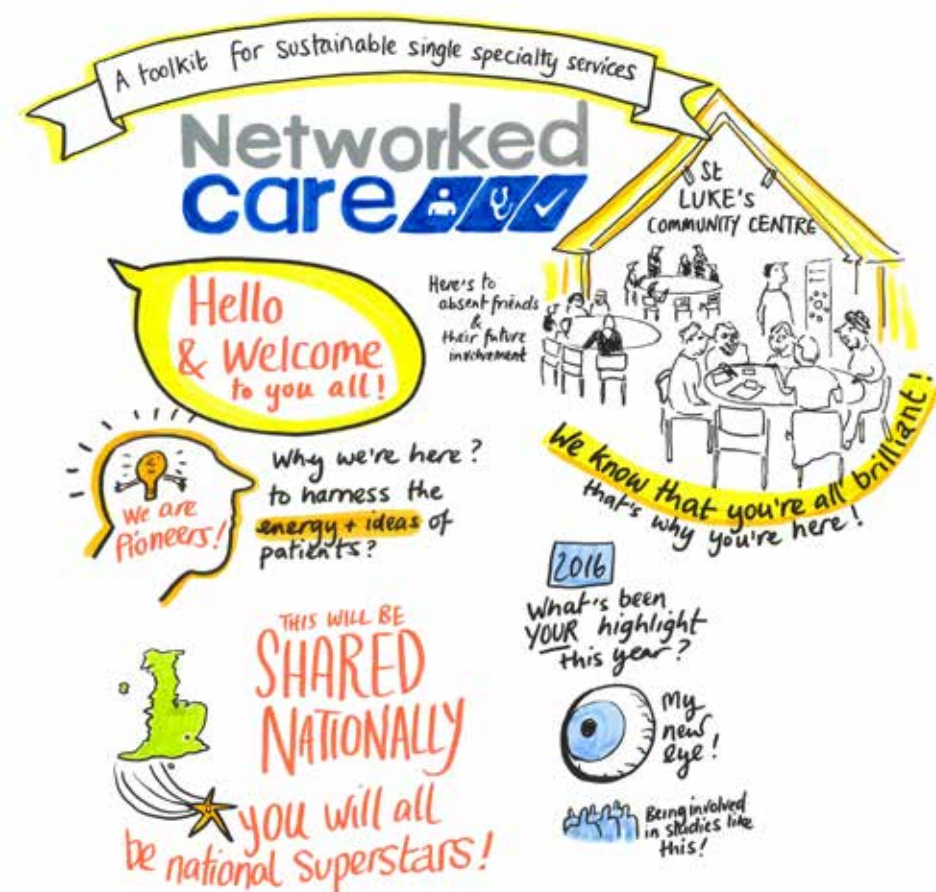 A toolkit for sustainable single specialty services
Networked
care
St
LUKE'S
COMMUNITY CENTRE
Hello
& Welcome
to you all!
Here's to
absent friends
&
their future
involvement
We know that you're all brilliant!
that's why you're here!
We are
Pioneers!
Why we're here?
to harness the
energy + ideas of
patients?
2016
What's been
YOUR highlight
this year?
THIS WILL BE
SHARED
NATIONALLY
you will all
be national superstars!
My
new
eye!
Being involved
in studies like
this!